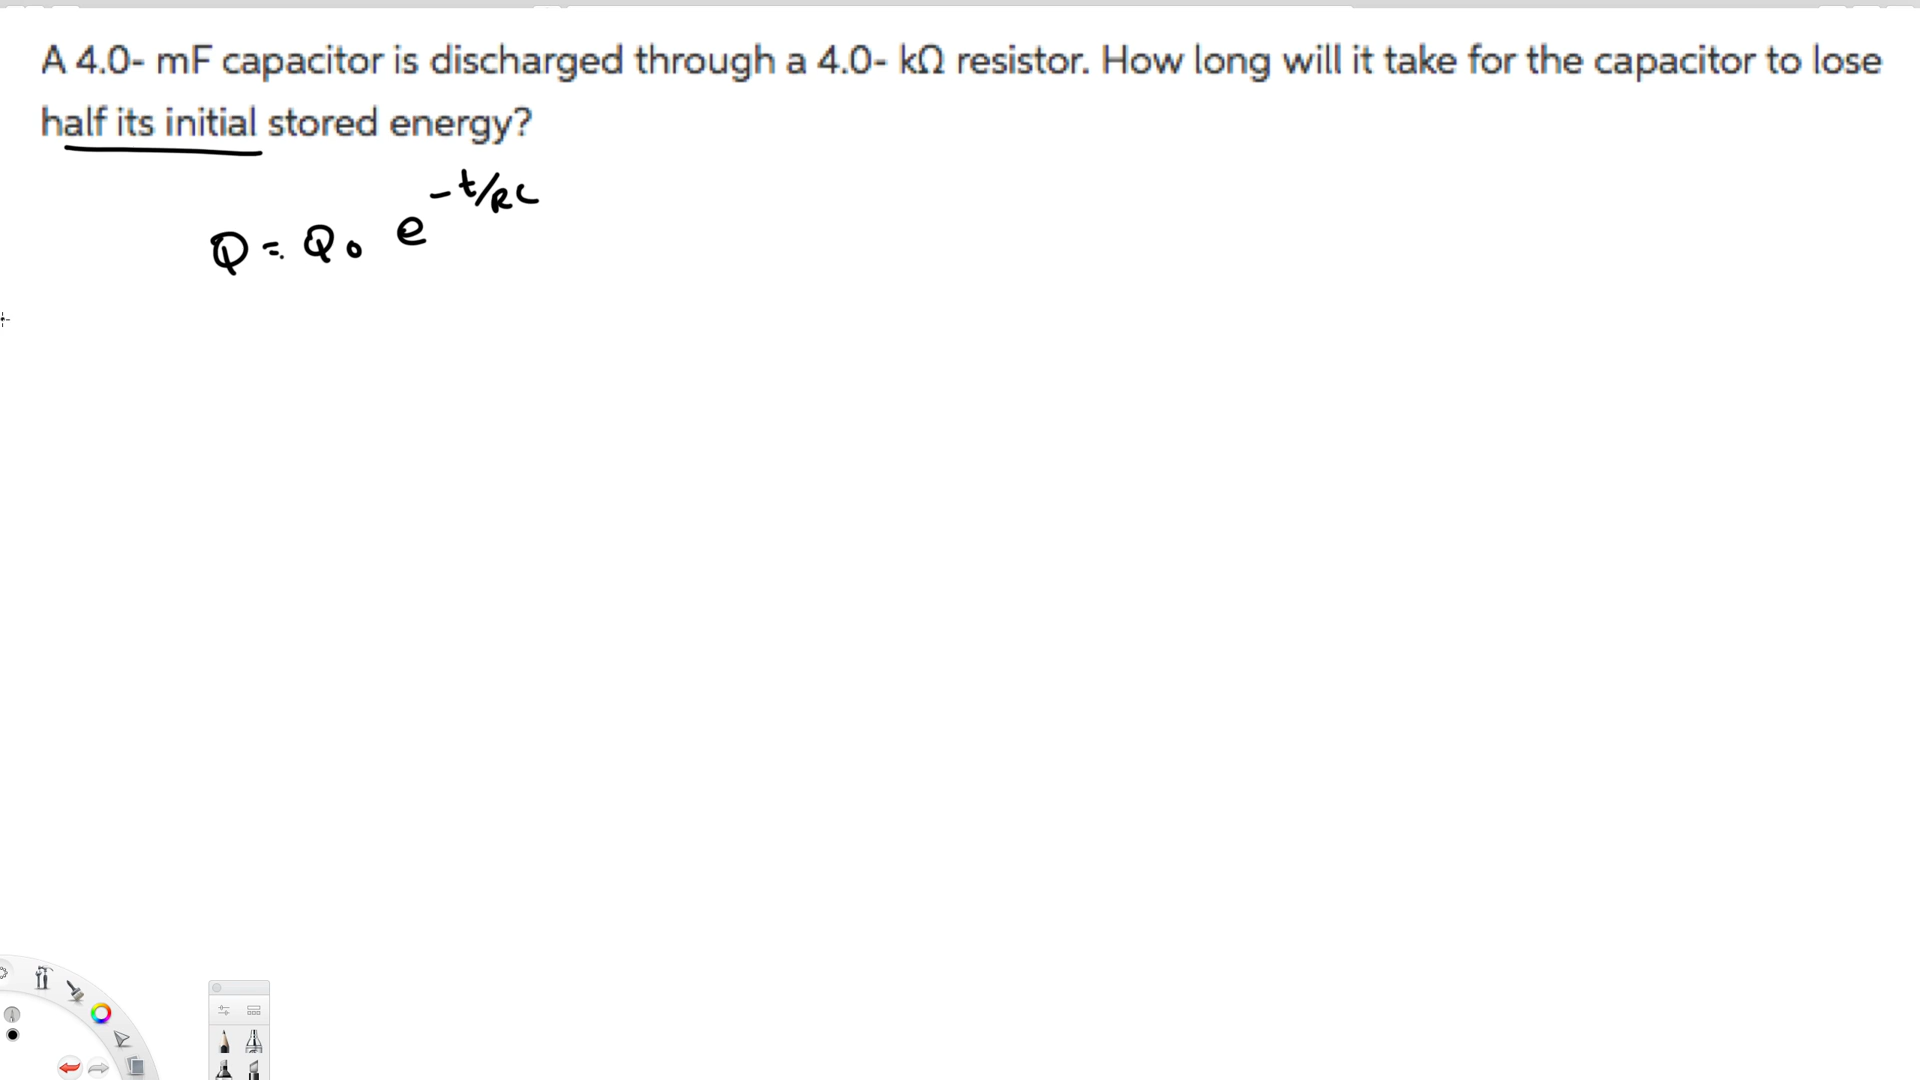 A 4.0- mF capacitor is discharged through a 4.0- kΩ resistor. How long will it take for the capacitor to lose
half its initial stored energy?
Q = Q₀ e^{-t/RC}